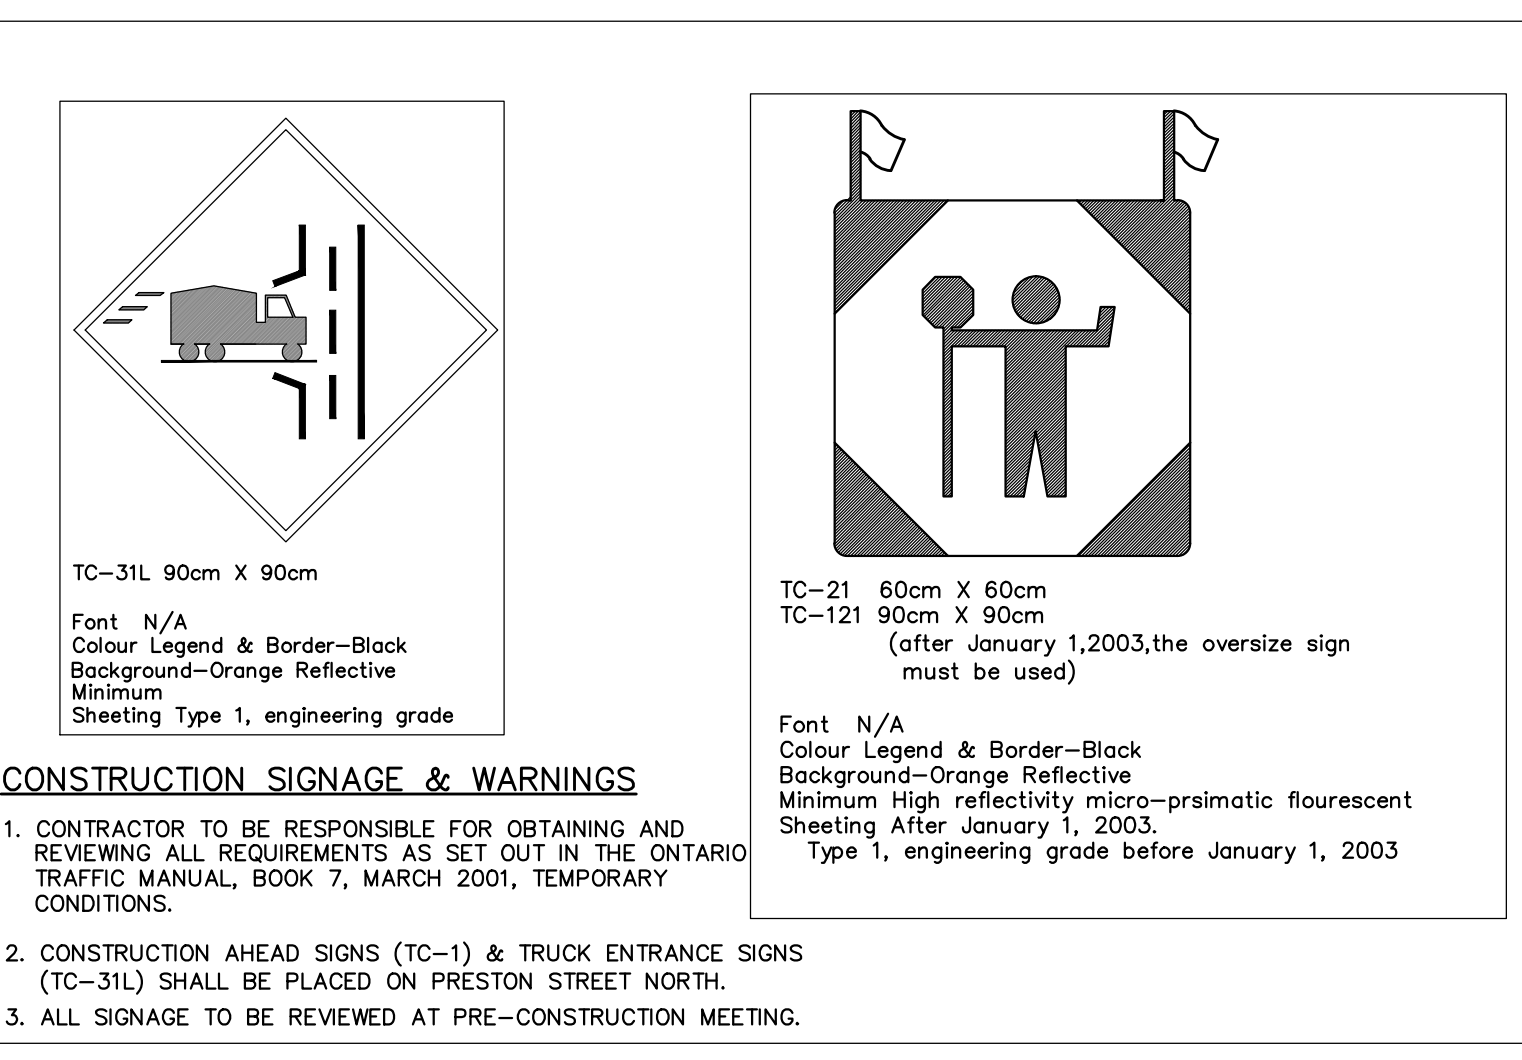 TC-31L 90cm X 90cm
Font N/A
Colour Legend & Border-Black
Background-Orange Reflective
Minimum
Sheeting Type 1, engineering grade
TC-21 60cm X 60cm
TC-121 90cm X 90cm
(after January 1,2003,the oversize sign
must be used)
Font N/A
Colour Legend & Border-Black
Background-Orange Reflective
Minimum High reflectivity micro-prsimatic flourescent
Sheeting After January 1, 2003.
Type 1, engineering grade before January 1, 2003
CONSTRUCTION SIGNAGE & WARNINGS
1. CONTRACTOR TO BE RESPONSIBLE FOR OBTAINING AND
REVIEWING ALL REQUIREMENTS AS SET OUT IN THE ONTARIO
TRAFFIC MANUAL, BOOK 7, MARCH 2001, TEMPORARY
CONDITIONS.
2. CONSTRUCTION AHEAD SIGNS (TC-1) & TRUCK ENTRANCE SIGNS
(TC-31L) SHALL BE PLACED ON PRESTON STREET NORTH.
3. ALL SIGNAGE TO BE REVIEWED AT PRE-CONSTRUCTION MEETING.